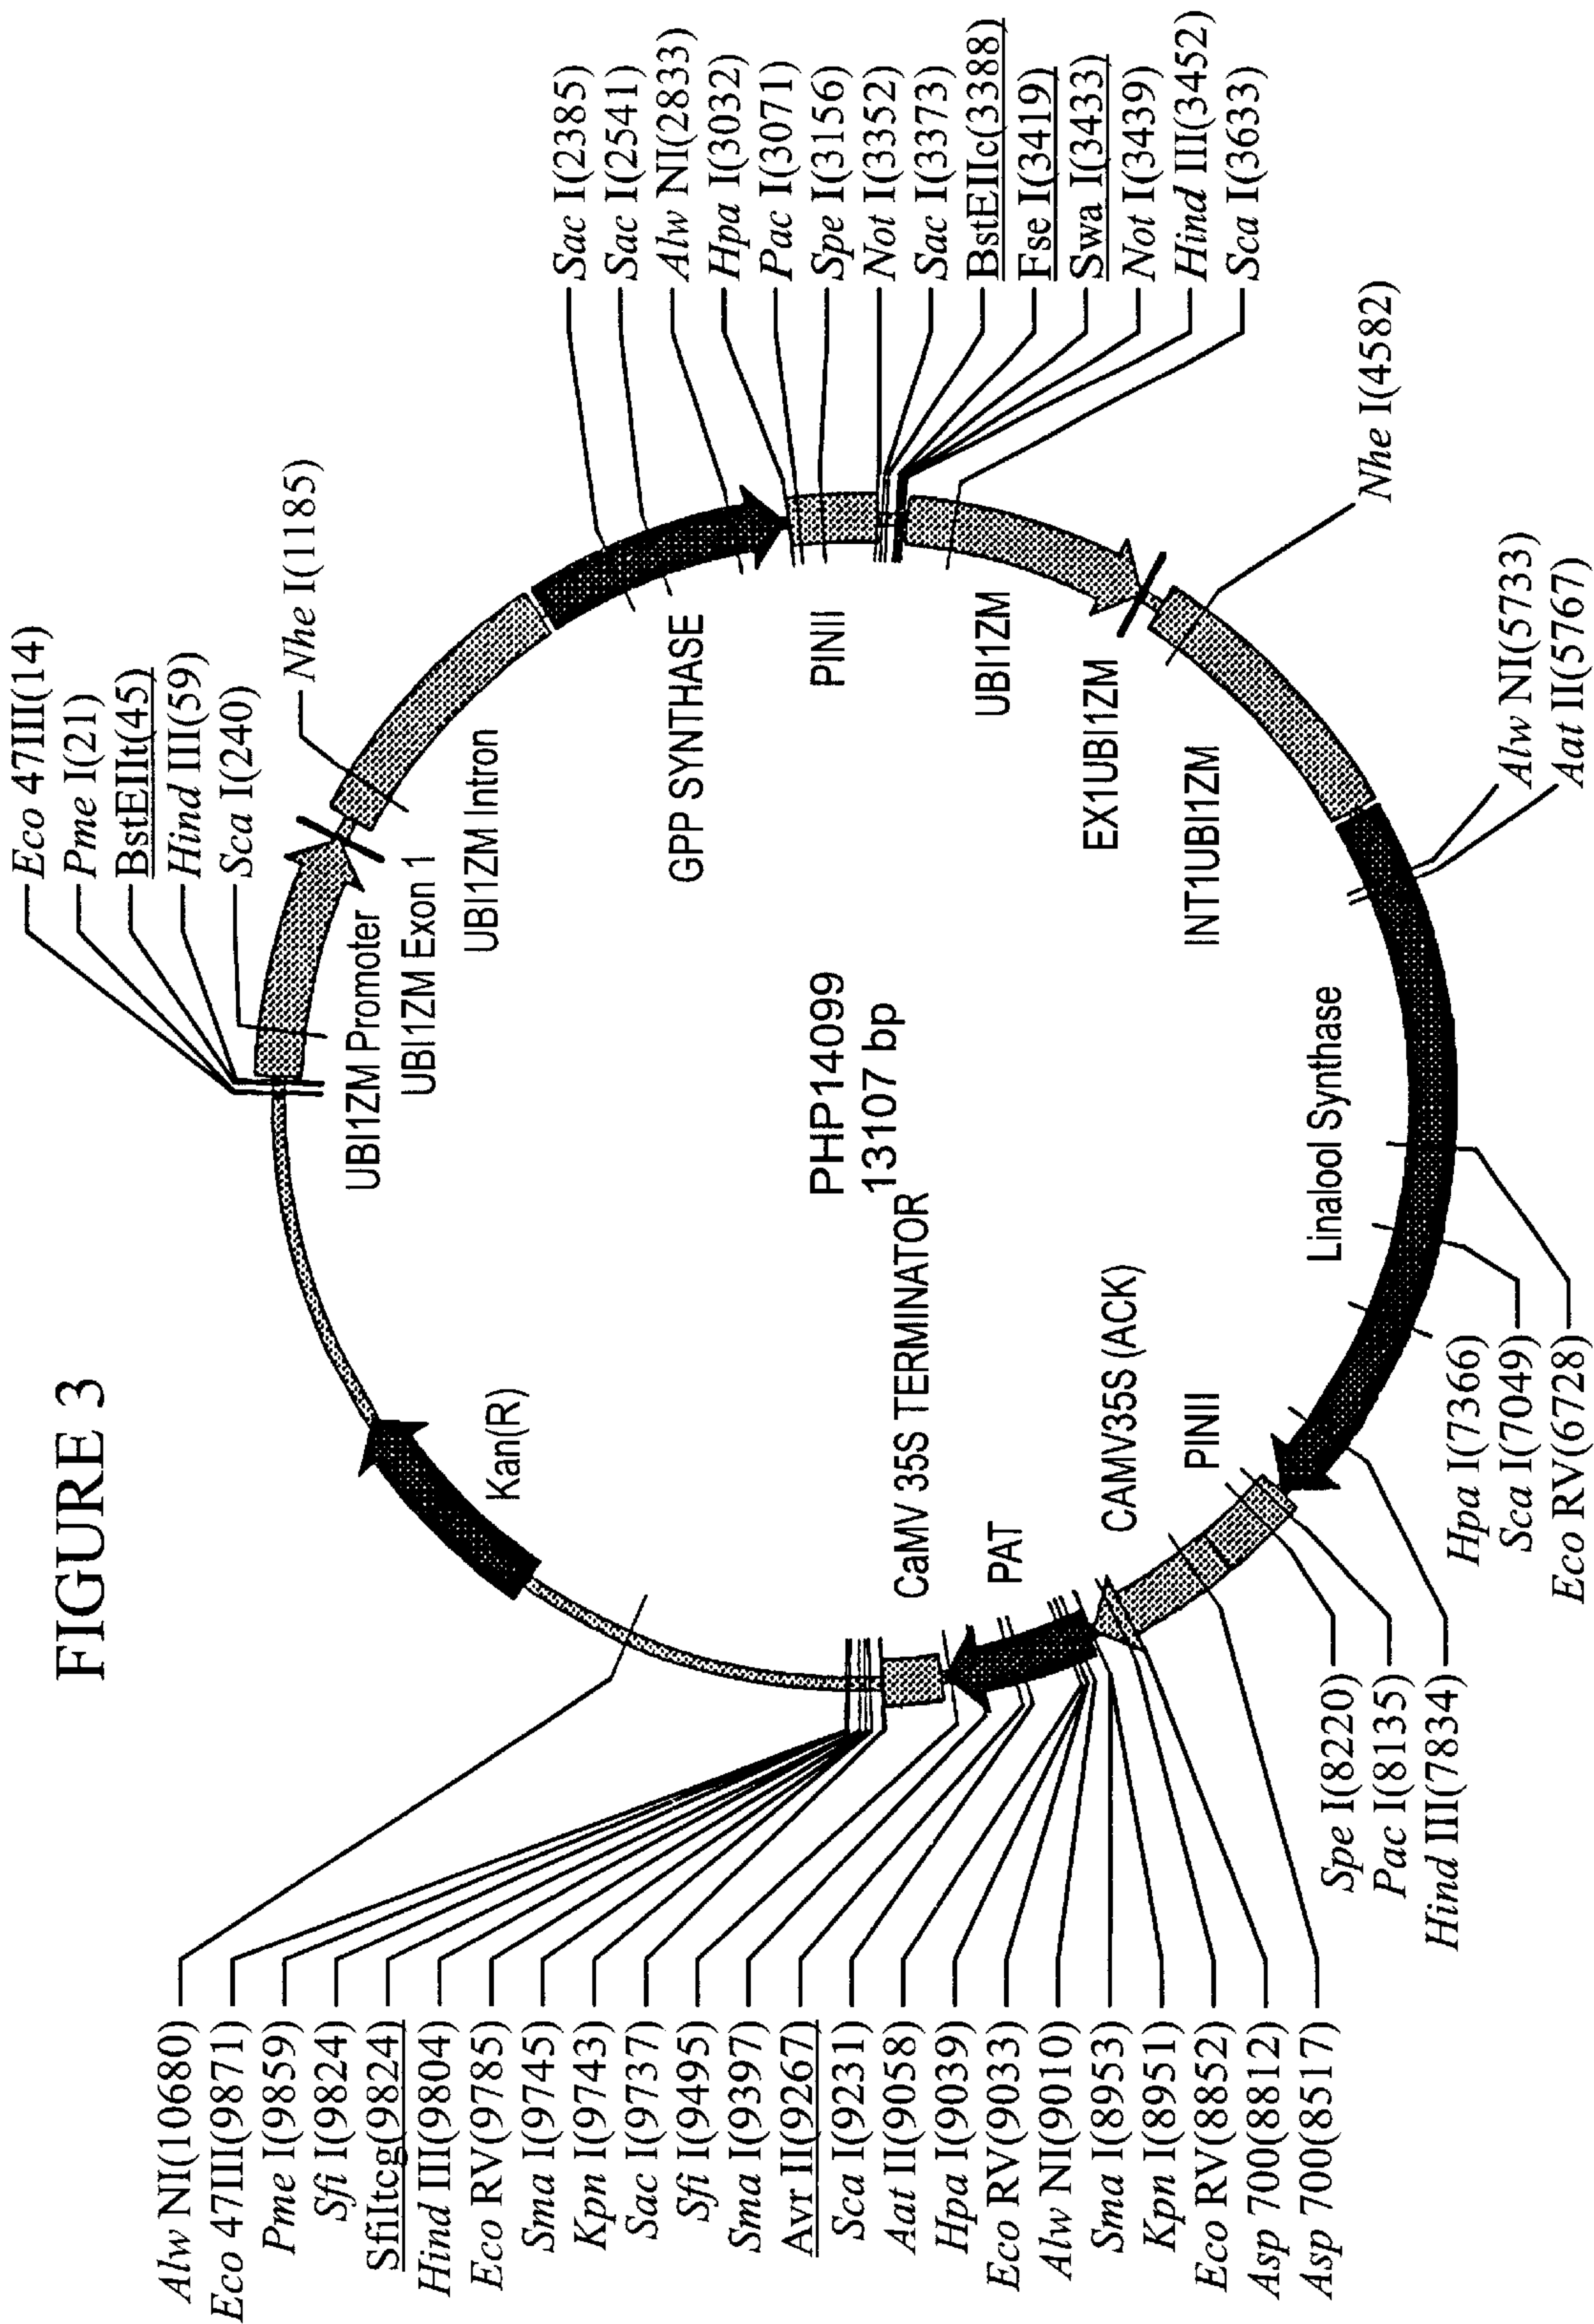 FIGURE 3
Eco 47III(14)
Pme I(21)
BstEIIt(45)
Hind III(59)
Sca I(240)
Nhe I(1185)
Sac I(2385)
Sac I(2541)
Alw NI(2833)
Hpa I(3032)
Pac I(3071)
Spe I(3156)
Not I(3352)
Sac I(3373)
BstEIIc(3388)
Fse I(3419)
Swa I(3433)
Not I(3439)
Hind III(3452)
Sca I(3633)
Nhe I(4582)
Alw NI(5733)
Aat II(5767)
Hpa I(7366)
Sca I(7049)
Eco RV(6728)
Spe I(8220)
Pac I(8135)
Hind III(7834)
Alw NI(10680)
Eco 47III(9871)
Pme I(9859)
Sfi I(9824)
SfiItcg(9824)
Hind III(9804)
Eco RV(9785)
Sma I(9745)
Kpn I(9743)
Sac I(9737)
Sfi I(9495)
Sma I(9397)
Avr II(9267)
Sca I(9231)
Aat II(9058)
Hpa I(9039)
Eco RV(9033)
Alw NI(9010)
Sma I(8953)
Kpn I(8951)
Eco RV(8852)
Asp 700(8812)
Asp 700(8517)
UBI1ZM Promoter
UBI1ZM Exon 1
UBI1ZM Intron
GPP SYNTHASE
PINII
UBI1ZM
EX1UBI1ZM
INT1UBI1ZM
Linalool Synthase
PINII
CAMV35S (ACK)
PAT
CaMV 35S TERMINATOR
Kan(R)
PHP14099
13107 bp